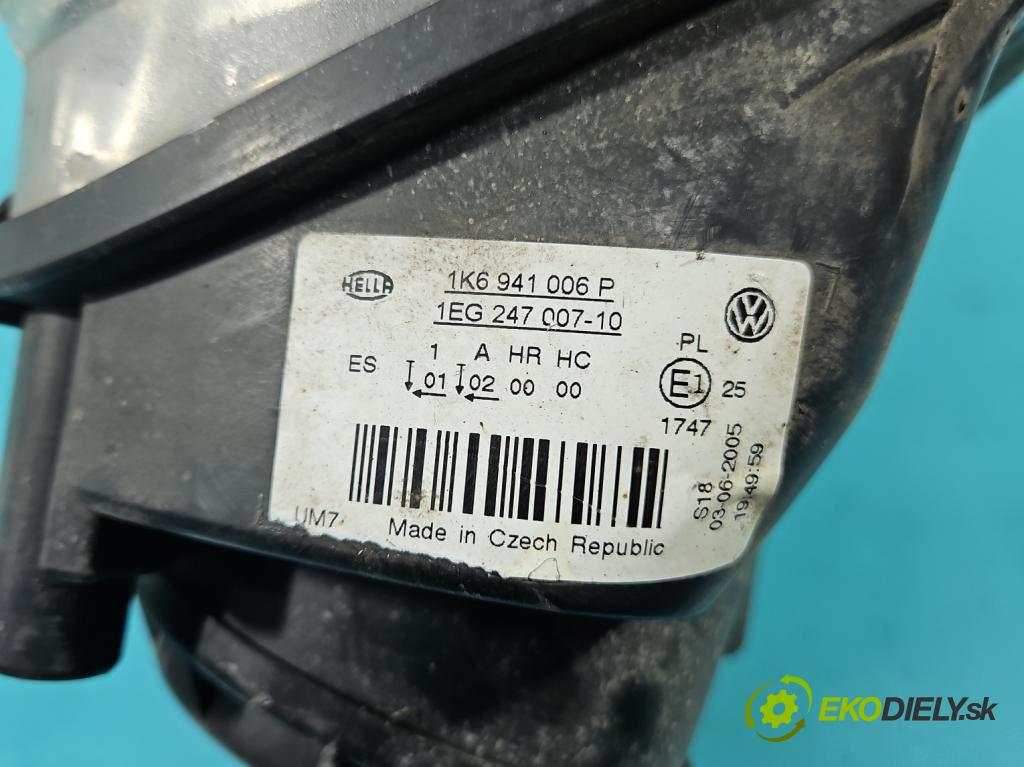 HELLA
1K6 941 006 P
1EG 247 007-10
1 A HR HC
ES 01 02 00 00
PL
E1 25
1747
S18
03-06-2005
19:49:59
UM7
Made in Czech Republic
EKODIELY.sk